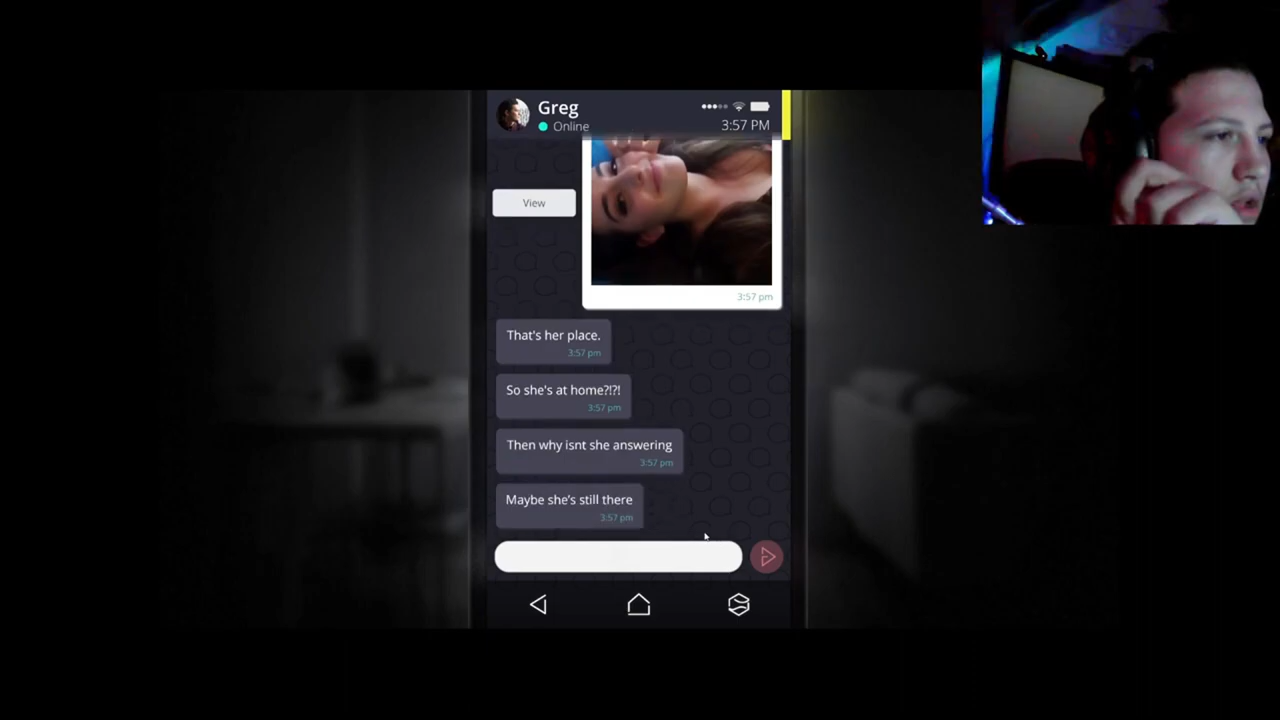 Greg
Online
3:57 PM
View
3:57 pm
That's her place.
3:57 pm
So she's at home?!?!
3:57 pm
Then why isnt she answering
3:57 pm
Maybe she's still there
3:57 pm